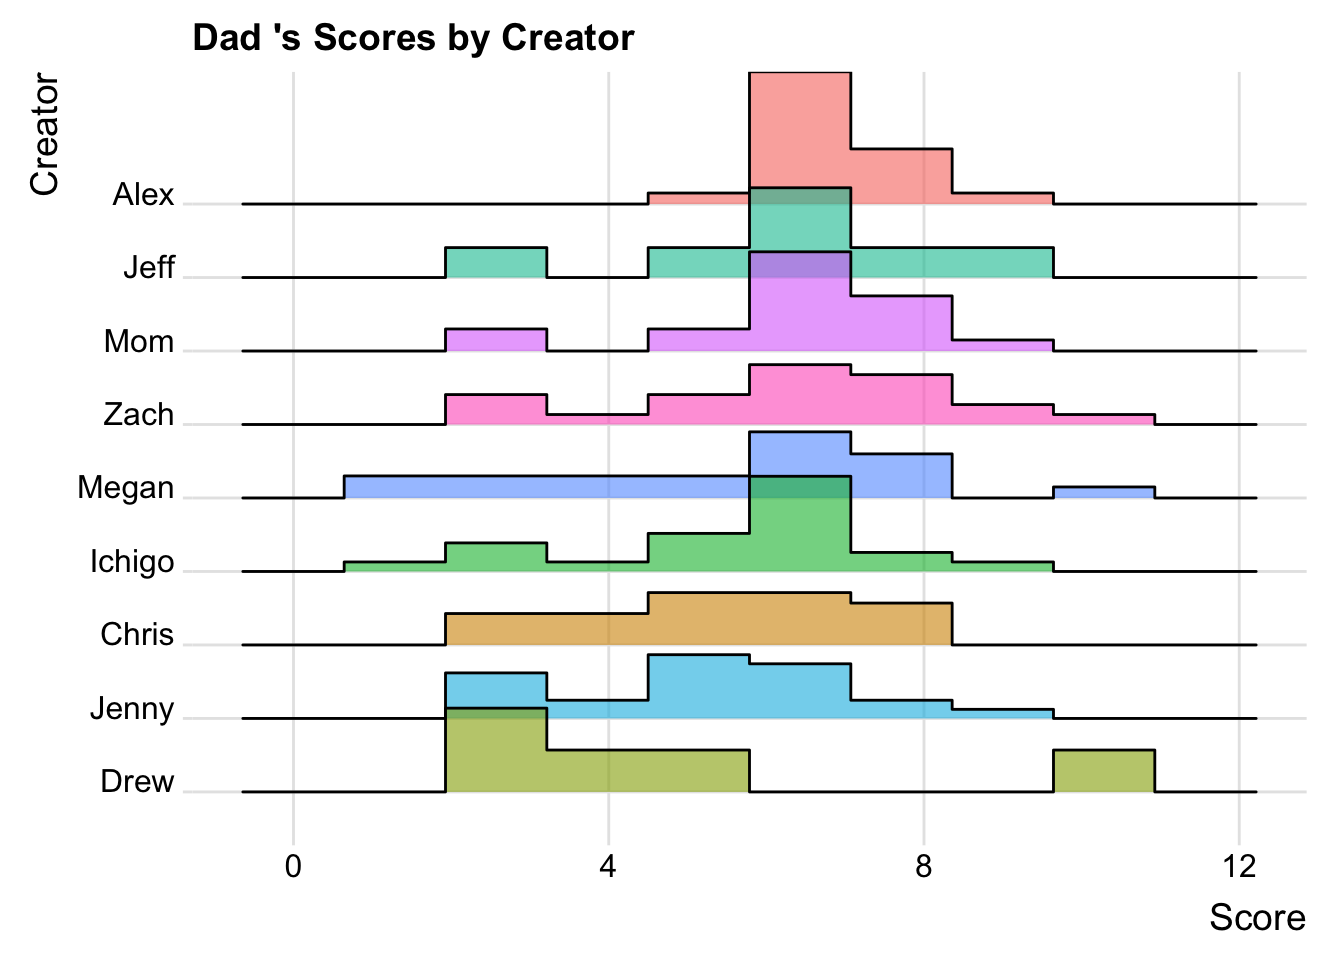 Dad 's Scores by Creator
Creator
Alex
Jeff
Mom
Zach
Megan
Ichigo
Chris
Jenny
Drew
0 4 8 12
Score